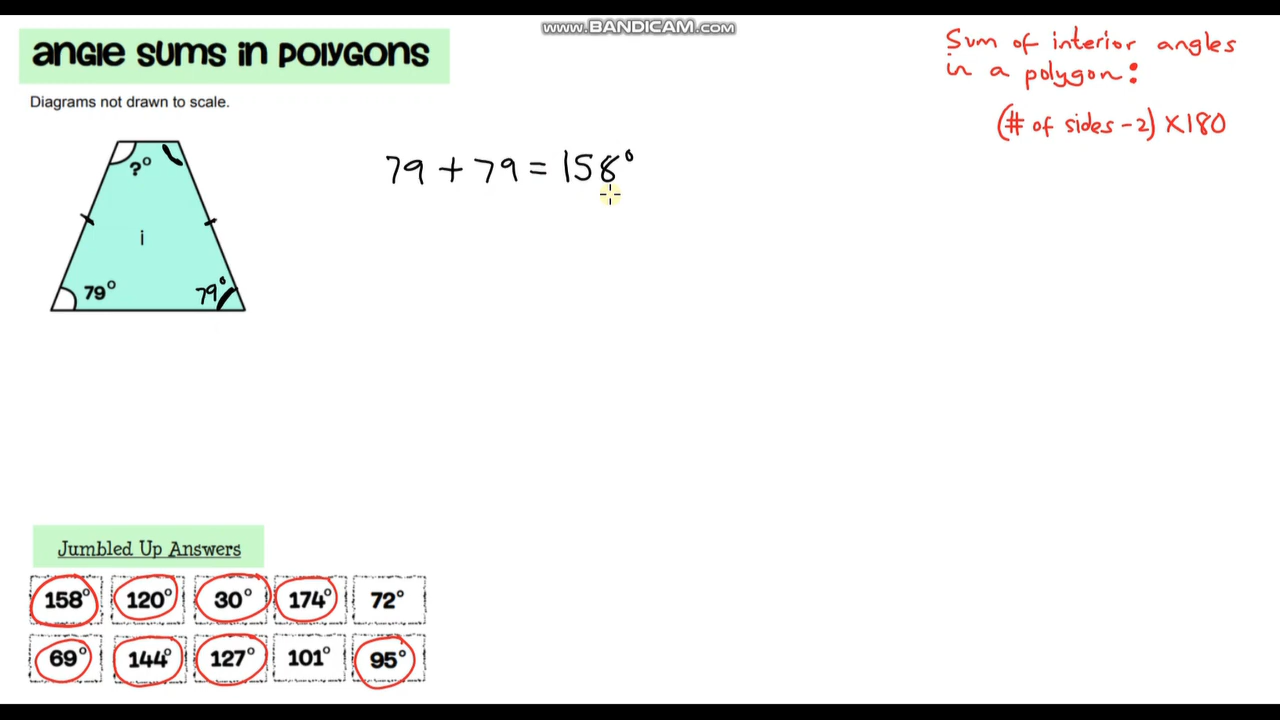 www.BANDICAM.com
Angle Sums in Polygons
Diagrams not drawn to scale.
Sum of interior angles
in a polygon:
(# of sides - 2) × 180
?°
79 + 79 = 158°
i
79°
79°
Jumbled Up Answers
158° 120° 30° 174° 72°
69° 144° 127° 101° 95°